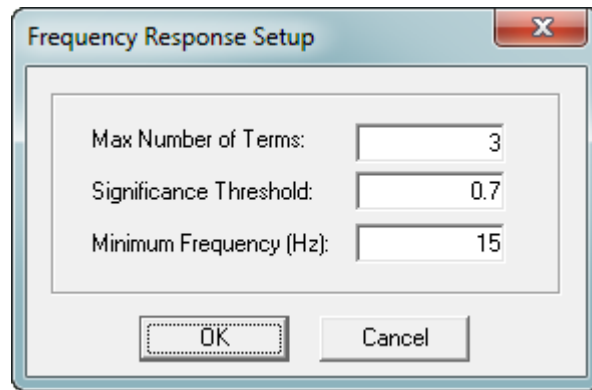 Frequency Response Setup
Max Number of Terms: 3
Significance Threshold: 0.7
Minimum Frequency (Hz): 15
OK Cancel